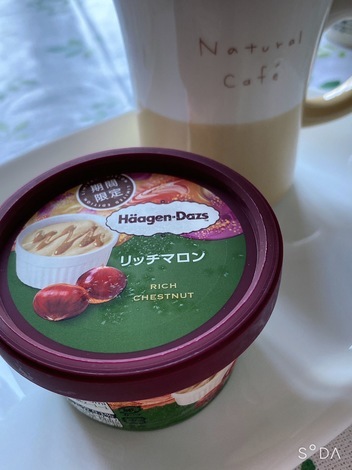 Natural
Café
期間
限定
Häagen-Dazs
リッチマロン
RICH
CHESTNUT
SODA